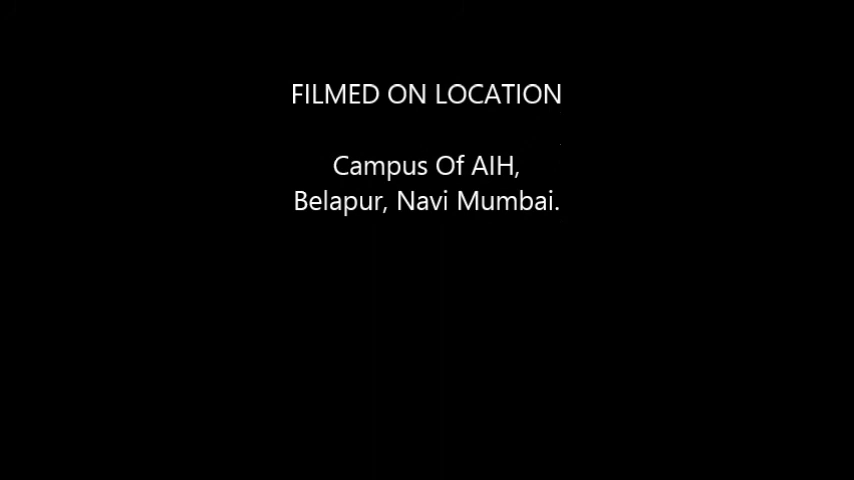 FILMED ON LOCATION
Campus Of AIH,
Belapur, Navi Mumbai.